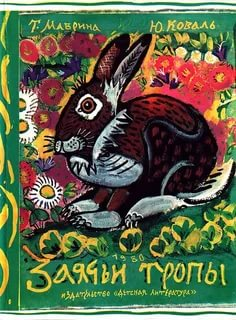 Т. Маврина Ю. Коваль
1980
Заячьи тропы
издательство «детская литература»